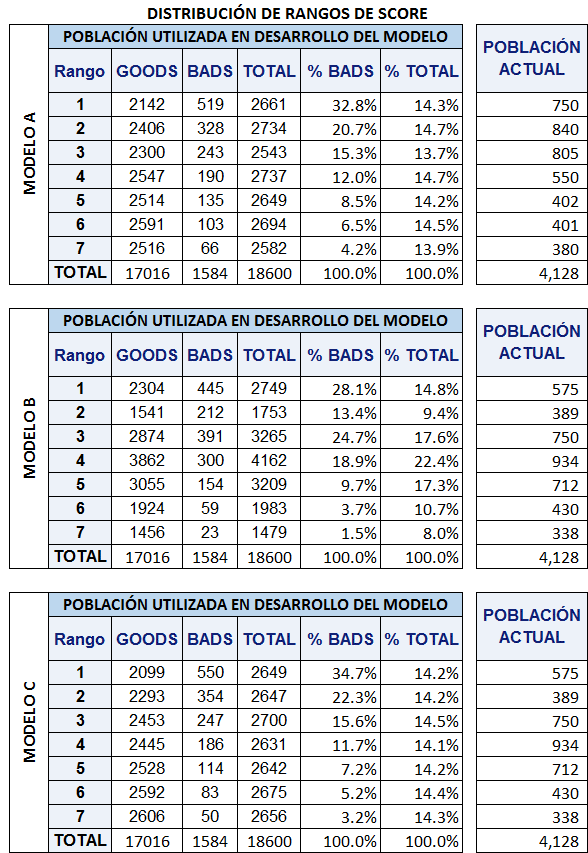 DISTRIBUCIÓN DE RANGOS DE SCORE
MODELO A
POBLACIÓN UTILIZADA EN DESARROLLO DEL MODELO
POBLACIÓN ACTUAL
Rango GOODS BADS TOTAL % BADS % TOTAL
1 2142 519 2661 32.8% 14.3% 750
2 2406 328 2734 20.7% 14.7% 840
3 2300 243 2543 15.3% 13.7% 805
4 2547 190 2737 12.0% 14.7% 550
5 2514 135 2649 8.5% 14.2% 402
6 2591 103 2694 6.5% 14.5% 401
7 2516 66 2582 4.2% 13.9% 380
TOTAL 17016 1584 18600 100.0% 100.0% 4,128
MODELO B
POBLACIÓN UTILIZADA EN DESARROLLO DEL MODELO
POBLACIÓN ACTUAL
Rango GOODS BADS TOTAL % BADS % TOTAL
1 2304 445 2749 28.1% 14.8% 575
2 1541 212 1753 13.4% 9.4% 389
3 2874 391 3265 24.7% 17.6% 750
4 3862 300 4162 18.9% 22.4% 934
5 3055 154 3209 9.7% 17.3% 712
6 1924 59 1983 3.7% 10.7% 430
7 1456 23 1479 1.5% 8.0% 338
TOTAL 17016 1584 18600 100.0% 100.0% 4,128
MODELO C
POBLACIÓN UTILIZADA EN DESARROLLO DEL MODELO
POBLACIÓN ACTUAL
Rango GOODS BADS TOTAL % BADS % TOTAL
1 2099 550 2649 34.7% 14.2% 575
2 2293 354 2647 22.3% 14.2% 389
3 2453 247 2700 15.6% 14.5% 750
4 2445 186 2631 11.7% 14.1% 934
5 2528 114 2642 7.2% 14.2% 712
6 2592 83 2675 5.2% 14.4% 430
7 2606 50 2656 3.2% 14.3% 338
TOTAL 17016 1584 18600 100.0% 100.0% 4,128